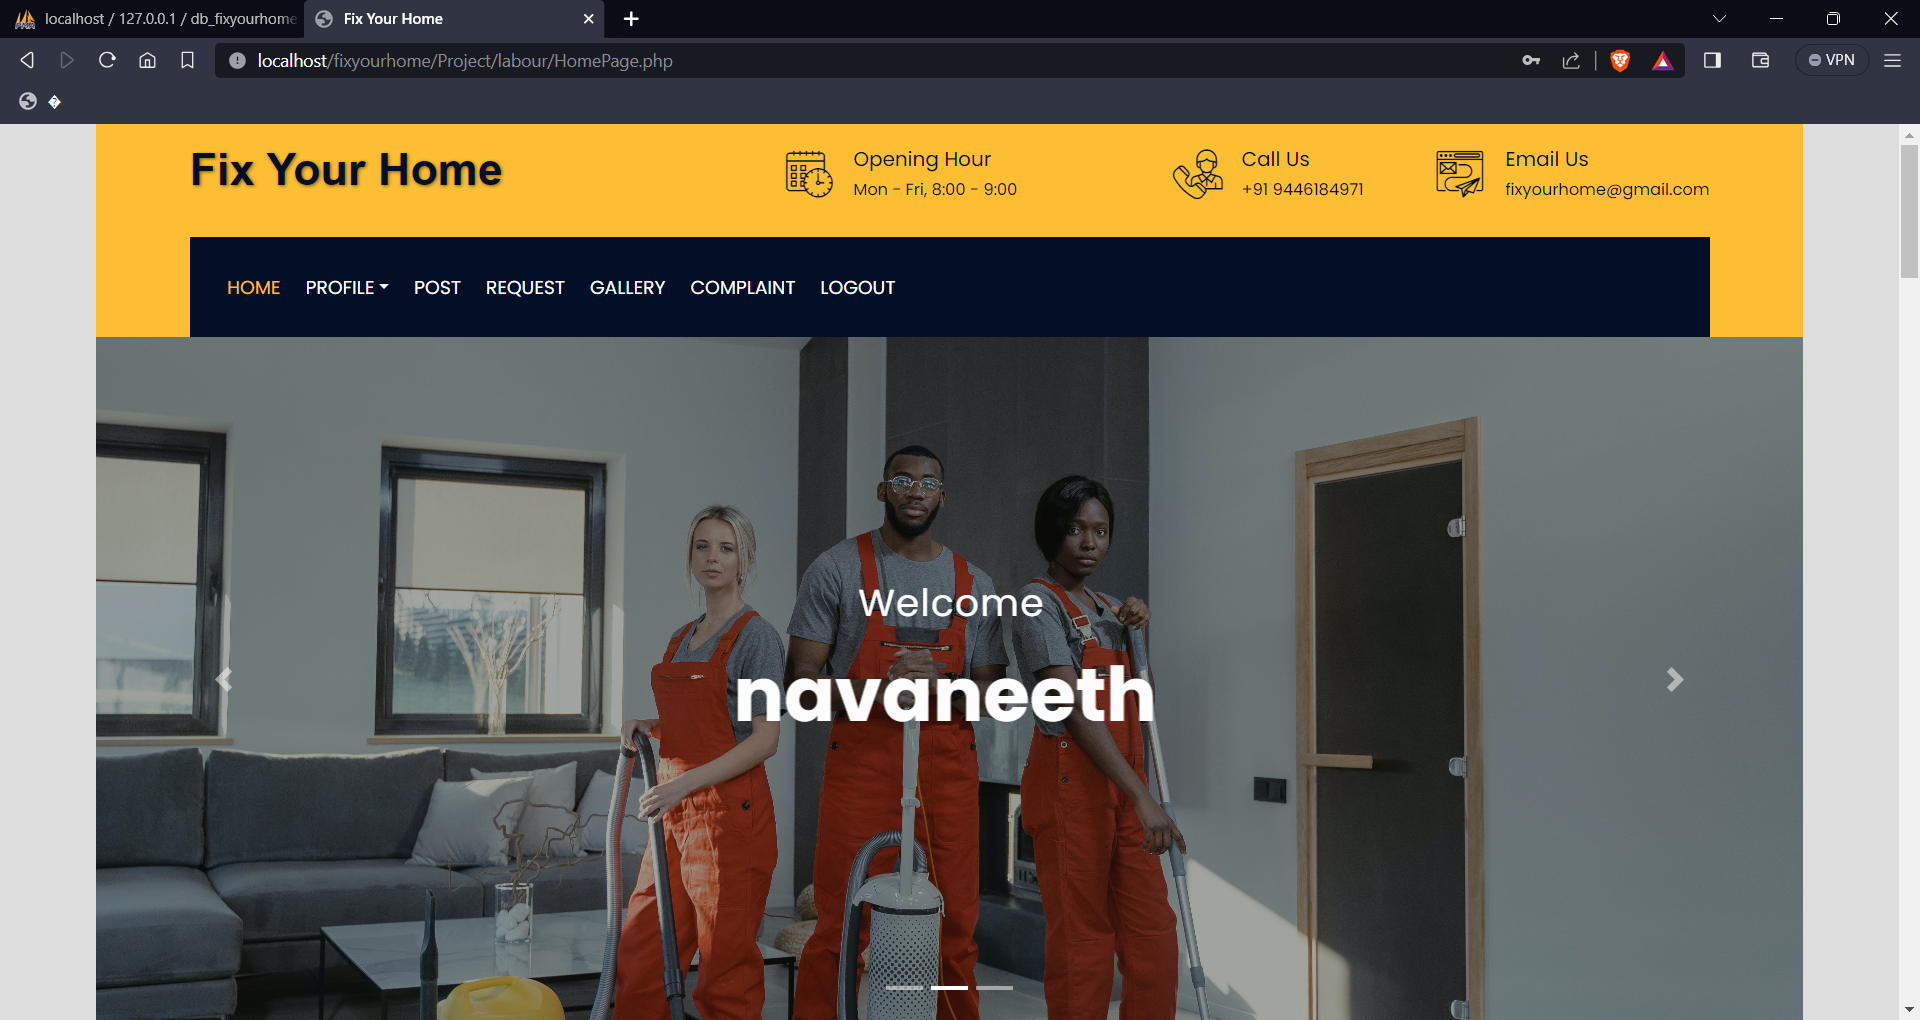 localhost / 127.0.0.1 / db_fixyourhome
Fix Your Home
localhost/fixyourhome/Project/labour/HomePage.php
VPN
Fix Your Home
Opening Hour
Mon - Fri, 8:00 - 9:00
Call Us
+91 9446184971
Email Us
fixyourhome@gmail.com
HOME PROFILE POST REQUEST GALLERY COMPLAINT LOGOUT
Welcome
navaneeth